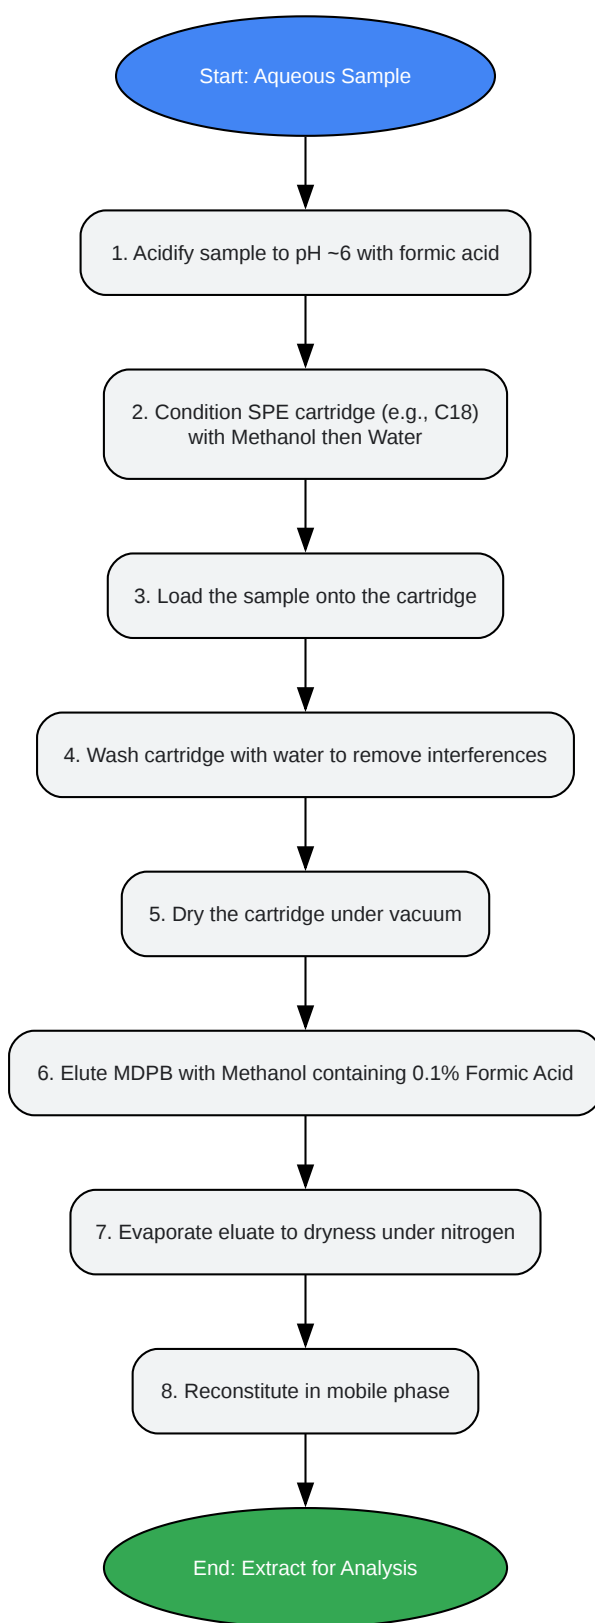 Start: Aqueous Sample
1. Acidify sample to pH ~6 with formic acid
2. Condition SPE cartridge (e.g., C18)
with Methanol then Water
3. Load the sample onto the cartridge
4. Wash cartridge with water to remove interferences
5. Dry the cartridge under vacuum
6. Elute MDPB with Methanol containing 0.1% Formic Acid
7. Evaporate eluate to dryness under nitrogen
8. Reconstitute in mobile phase
End: Extract for Analysis